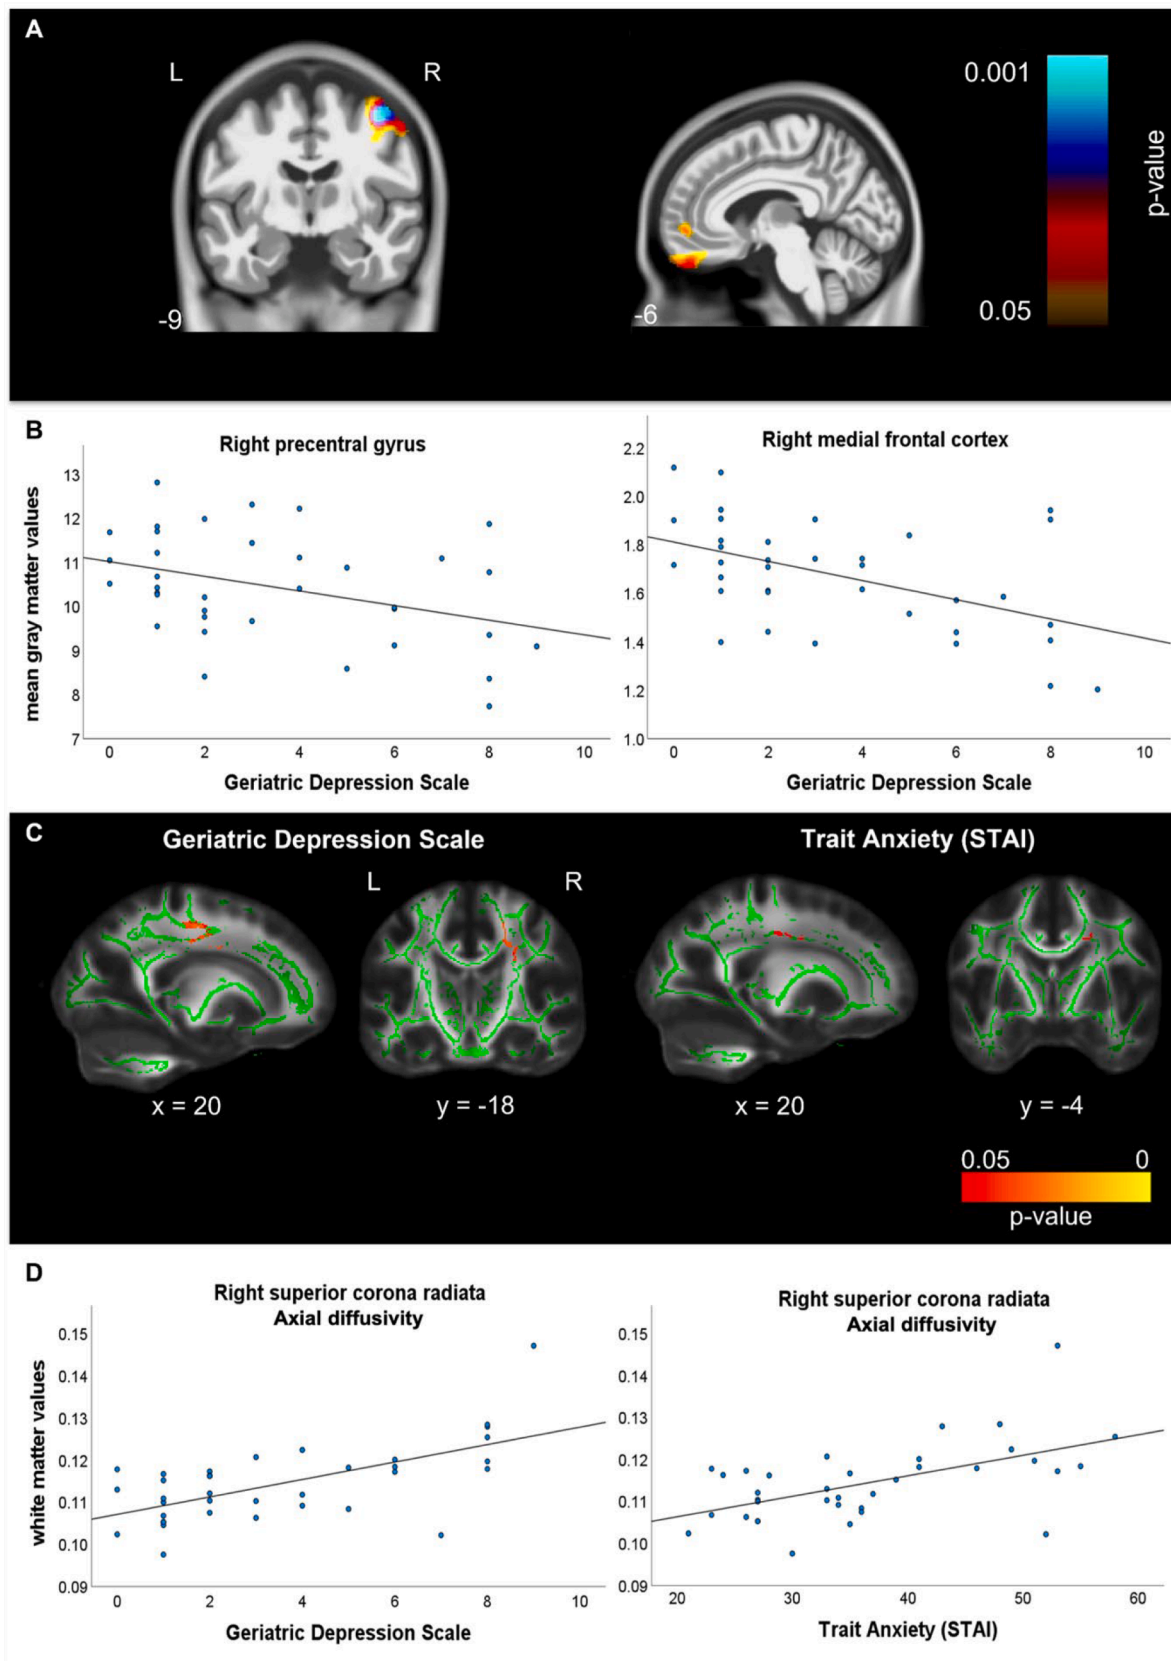 A
L
R
0.001
p-value
0.05
-9
-6
B
Right precentral gyrus
mean gray matter values
13
12
11
10
9
8
7
0 2 4 6 8 10
Geriatric Depression Scale
Right medial frontal cortex
2.2
2.0
1.8
1.6
1.4
1.2
1.0
0 2 4 6 8 10
Geriatric Depression Scale
C
Geriatric Depression Scale
L
R
x = 20
y = -18
Trait Anxiety (STAI)
x = 20
y = -4
0.05 0
p-value
D
Right superior corona radiata
Axial diffusivity
white matter values
0.15
0.14
0.13
0.12
0.11
0.10
0.09
0 2 4 6 8 10
Geriatric Depression Scale
Right superior corona radiata
Axial diffusivity
0.15
0.14
0.13
0.12
0.11
0.10
0.09
20 30 40 50 60
Trait Anxiety (STAI)